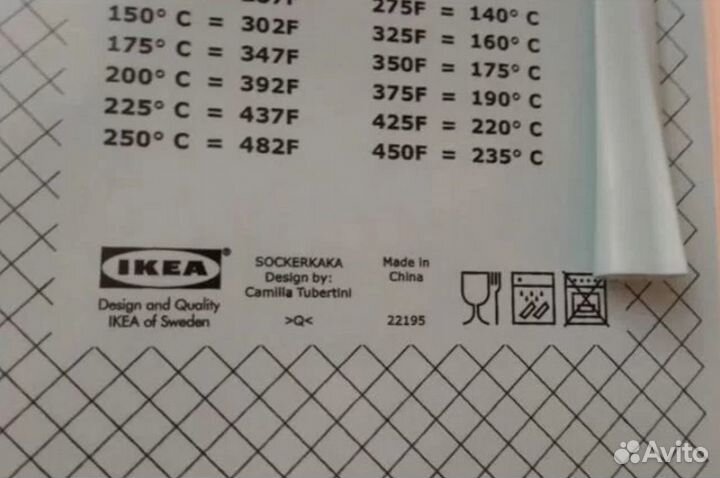 150° C = 302F
175° C = 347F
200° C = 392F
225° C = 437F
250° C = 482F
275F = 140° C
325F = 160° C
350F = 175° C
375F = 190° C
425F = 220° C
450F = 235° C
IKEA®
Design and Quality
IKEA of Sweden
SOCKERKAKA
Design by:
Camilla Tubertini
>Q<
Made in
China
22195
Avito